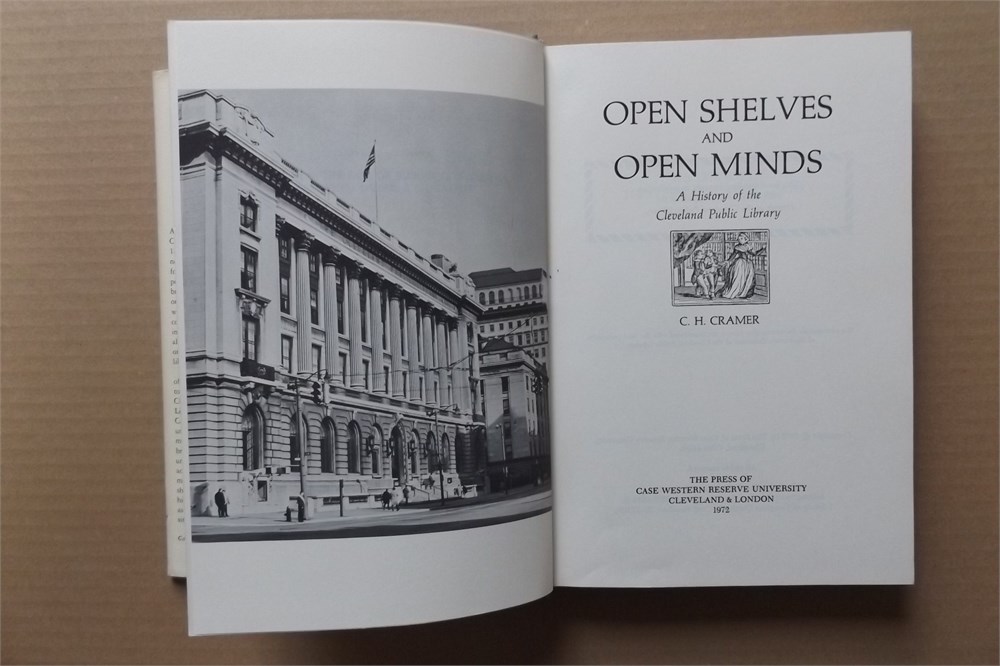 OPEN SHELVES
AND
OPEN MINDS
A History of the
Cleveland Public Library
C. H. CRAMER
THE PRESS OF
CASE WESTERN RESERVE UNIVERSITY
CLEVELAND & LONDON
1972